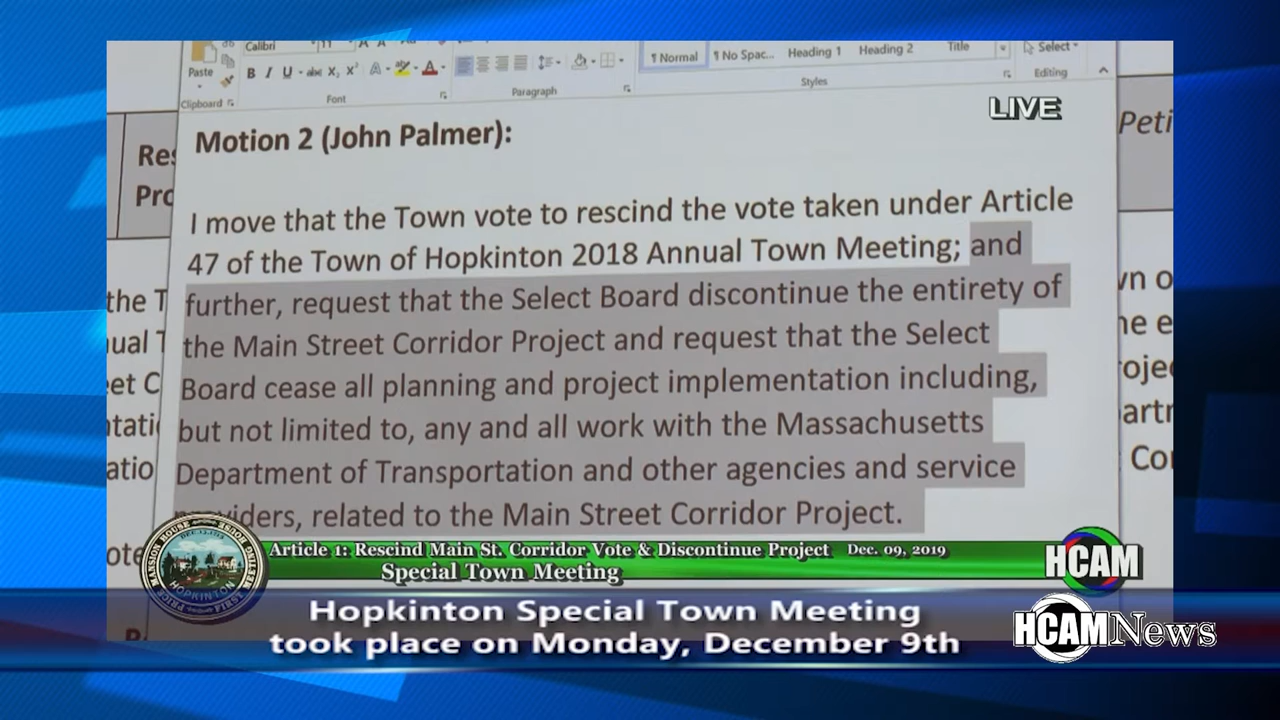 Calibri
11
Paste
B I U abc X₂ X²
A
A
Clipboard
Font
Paragraph
¶ Normal
¶ No Spac...
Heading 1
Heading 2
Title
Styles
Select
Editing
LIVE
Motion 2 (John Palmer):
I move that the Town vote to rescind the vote taken under Article
47 of the Town of Hopkinton 2018 Annual Town Meeting; and
further, request that the Select Board discontinue the entirety of
the Main Street Corridor Project and request that the Select
Board cease all planning and project implementation including,
but not limited to, any and all work with the Massachusetts
Department of Transportation and other agencies and service
related to the Main Street Corridor Project.
Article 1: Rescind Main St. Corridor Vote & Discontinue Project Dec. 09, 2019
Special Town Meeting
HOPKINTON
HCAM
Hopkinton Special Town Meeting
took place on Monday, December 9th
HCAM News